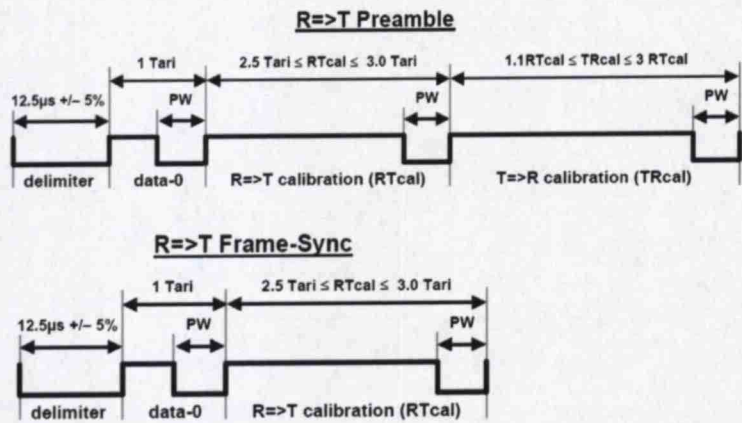 R=>T Preamble
1 Tari 2.5 Tari ≤ RTcal ≤ 3.0 Tari 1.1RTcal ≤ TRcal ≤ 3 RTcal
12.5µs +/– 5% PW PW PW
delimiter data-0 R=>T calibration (RTcal) T=>R calibration (TRcal)
R=>T Frame-Sync
1 Tari 2.5 Tari ≤ RTcal ≤ 3.0 Tari
12.5µs +/– 5% PW PW
delimiter data-0 R=>T calibration (RTcal)